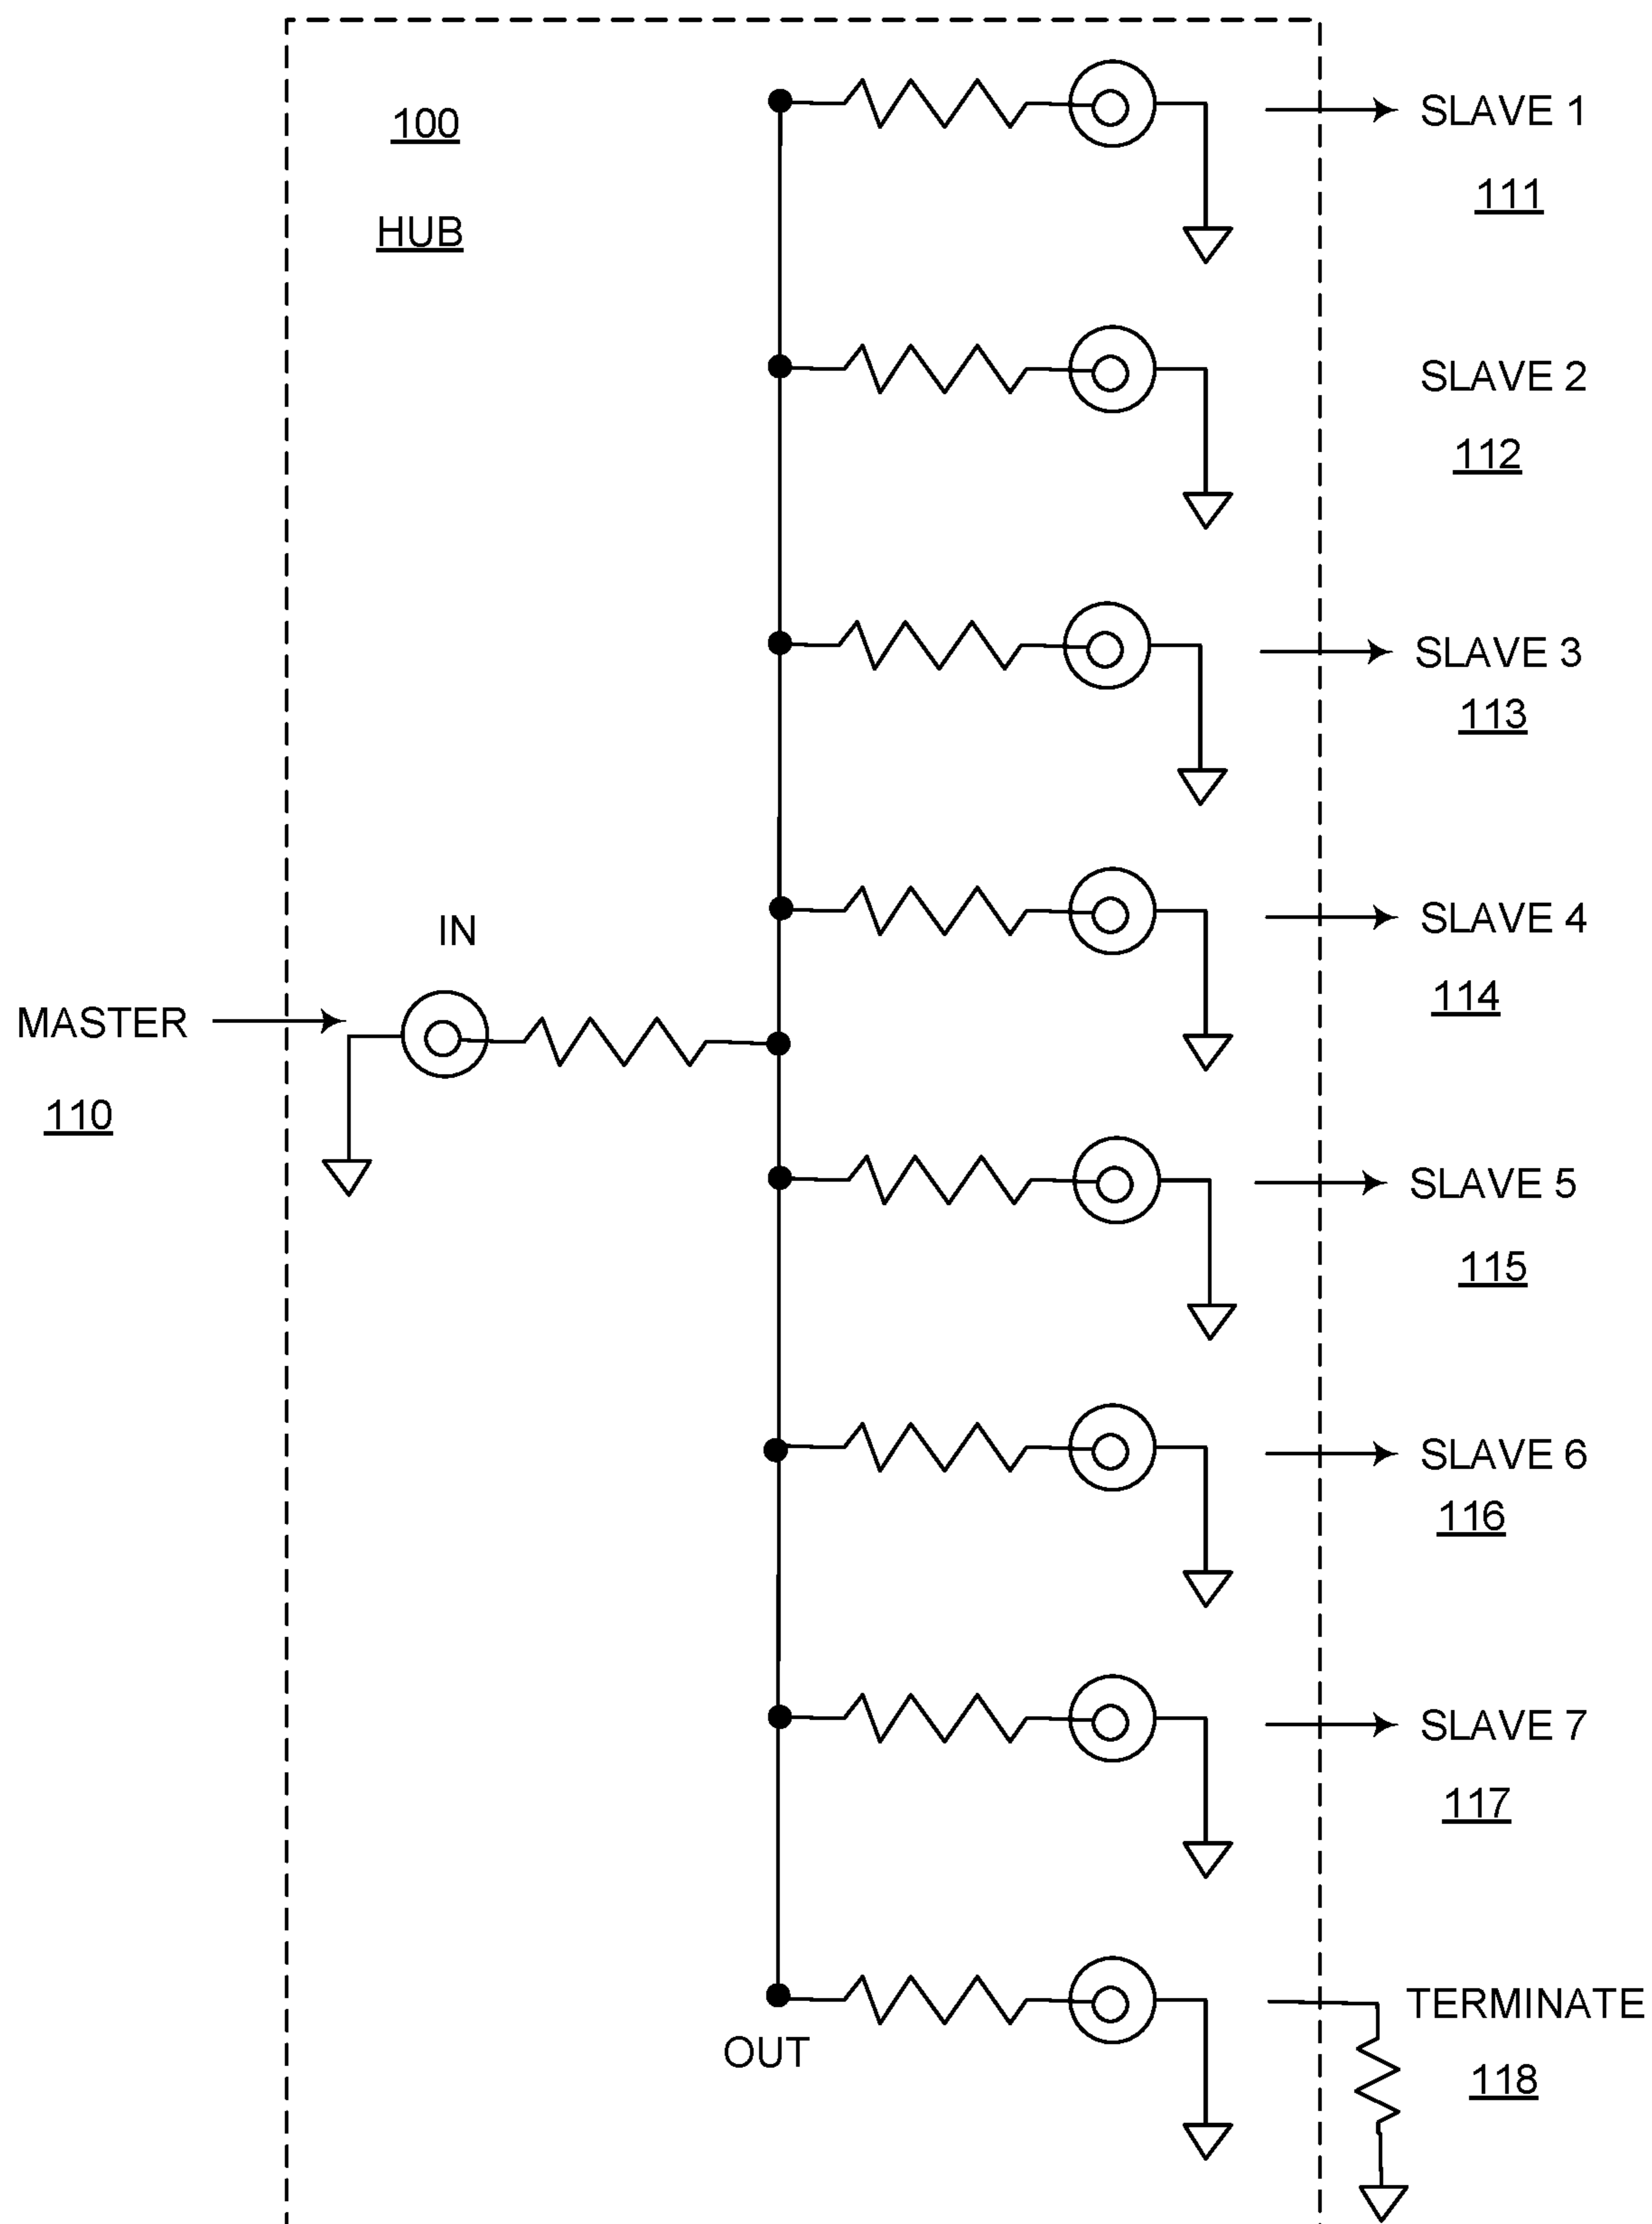 100
HUB
SLAVE 1
111
SLAVE 2
112
SLAVE 3
113
SLAVE 4
114
IN
MASTER
110
SLAVE 5
115
SLAVE 6
116
SLAVE 7
117
TERMINATE
118
OUT